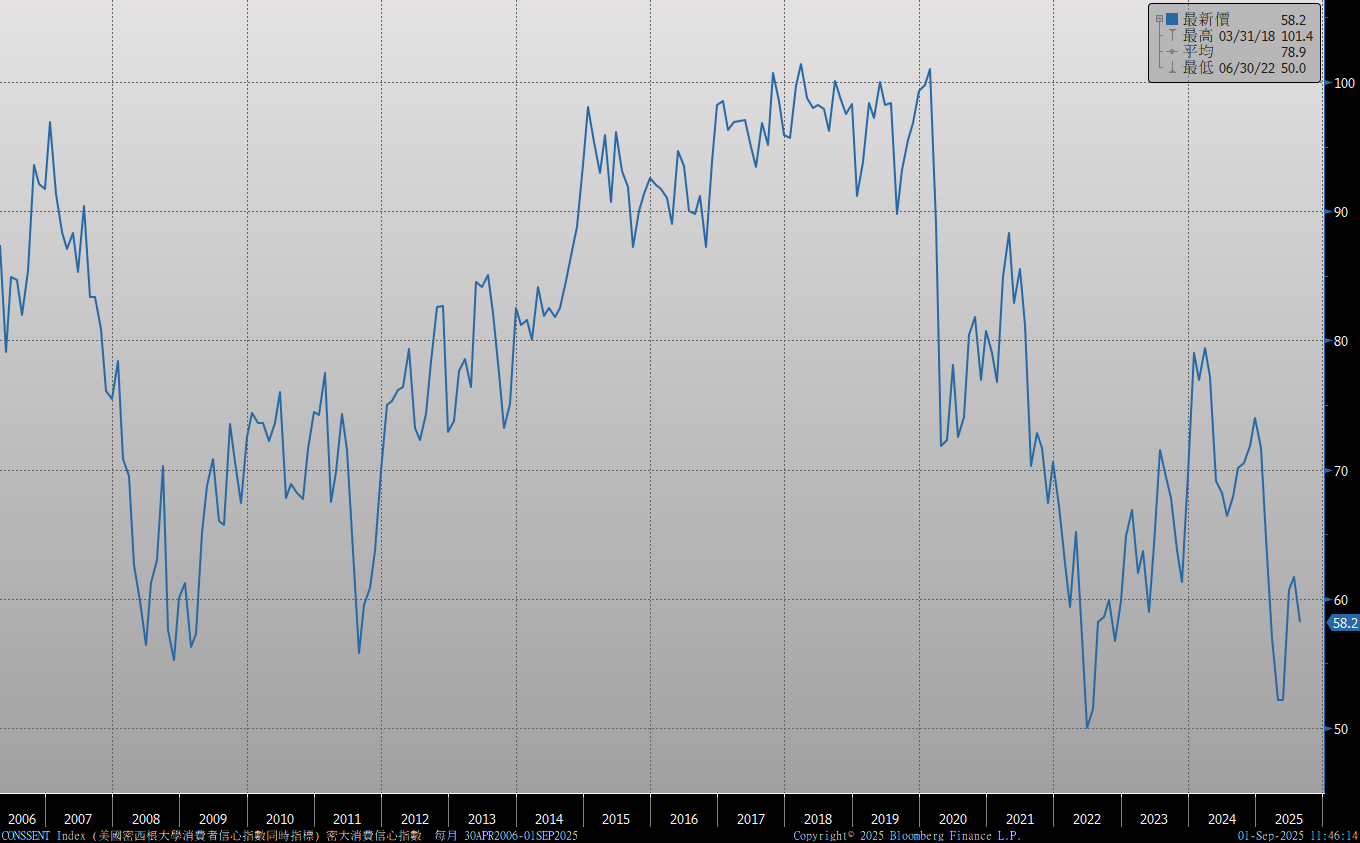 最新價 58.2
最高 03/31/18 101.4
平均 78.9
最低 06/30/22 50.0
100
90
80
70
60
58.2
50
2006 2007 2008 2009 2010 2011 2012 2013 2014 2015 2016 2017 2018 2019 2020 2021 2022 2023 2024 2025
CONSSENT Index (美國密西根大學消費者信心指數同時指標) 密大消費信心指數 每月 30APR2006-01SEP2025 Copyright© 2025 Bloomberg Finance L.P. 01-Sep-2025 11:46:14